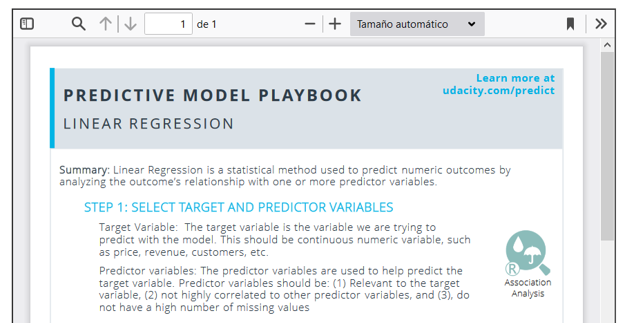 1 de 1 Tamaño automático
Learn more at
udacity.com/predict
PREDICTIVE MODEL PLAYBOOK
LINEAR REGRESSION
Summary: Linear Regression is a statistical method used to predict numeric outcomes by
analyzing the outcome's relationship with one or more predictor variables.
STEP 1: SELECT TARGET AND PREDICTOR VARIABLES
Target Variable: The target variable is the variable we are trying to
predict with the model. This should be continuous numeric variable, such
as price, revenue, customers, etc.
Predictor variables: The predictor variables are used to help predict the
target variable. Predictor variables should be: (1) Relevant to the target
variable, (2) not highly correlated to other predictor variables, and (3), do
not have a high number of missing values
R
Association
Analysis